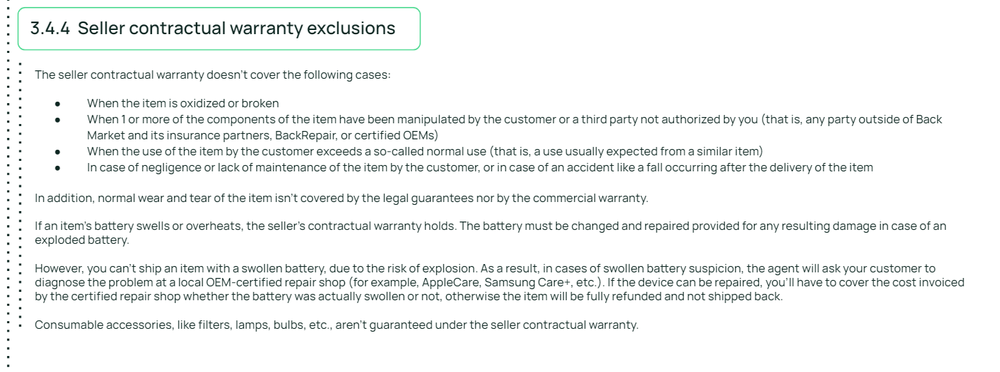 3.4.4 Seller contractual warranty exclusions
The seller contractual warranty doesn't cover the following cases:
● When the item is oxidized or broken
● When 1 or more of the components of the item have been manipulated by the customer or a third party not authorized by you (that is, any party outside of Back
Market and its insurance partners, BackRepair, or certified OEMs)
● When the use of the item by the customer exceeds a so-called normal use (that is, a use usually expected from a similar item)
● In case of negligence or lack of maintenance of the item by the customer, or in case of an accident like a fall occurring after the delivery of the item
In addition, normal wear and tear of the item isn't covered by the legal guarantees nor by the commercial warranty.
If an item's battery swells or overheats, the seller's contractual warranty holds. The battery must be changed and repaired provided for any resulting damage in case of an
exploded battery.
However, you can't ship an item with a swollen battery, due to the risk of explosion. As a result, in cases of swollen battery suspicion, the agent will ask your customer to
diagnose the problem at a local OEM-certified repair shop (for example, AppleCare, Samsung Care+, etc.). If the device can be repaired, you'll have to cover the cost invoiced
by the certified repair shop whether the battery was actually swollen or not, otherwise the item will be fully refunded and not shipped back.
Consumable accessories, like filters, lamps, bulbs, etc., aren't guaranteed under the seller contractual warranty.